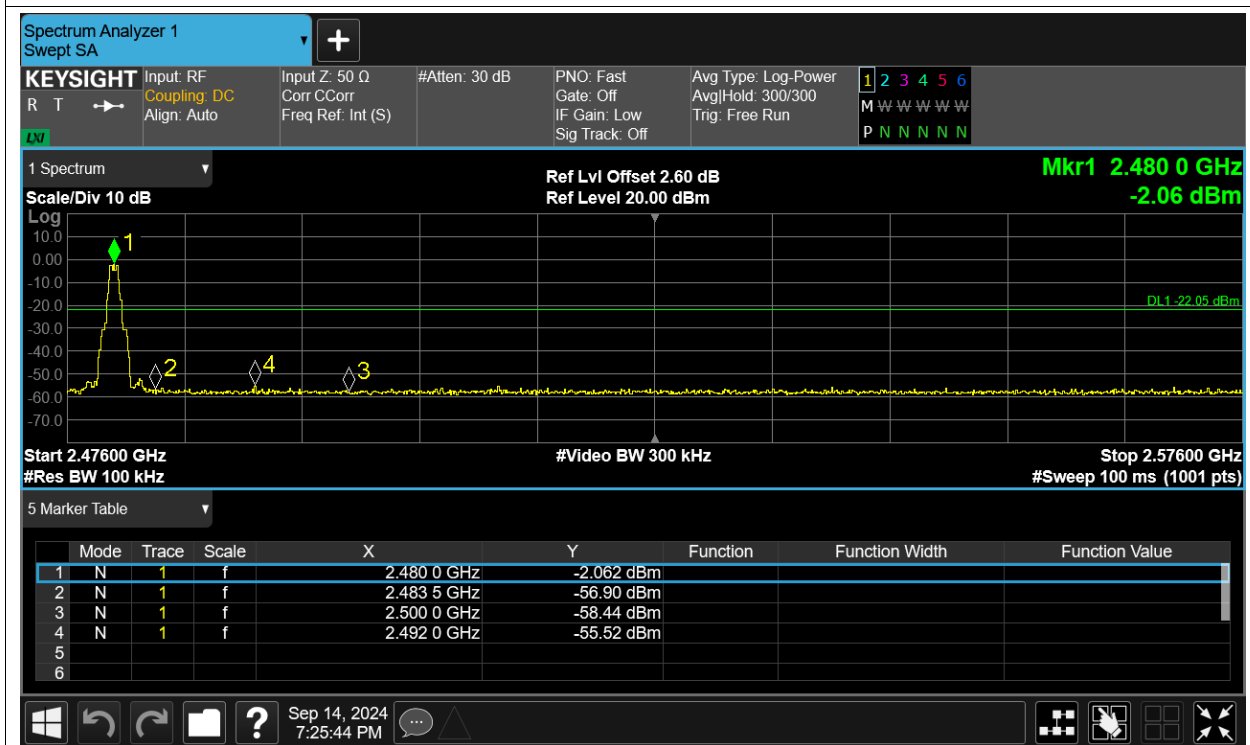 Spectrum Analyzer 1
Swept SA
+
KEYSIGHT Input: RF Input Z: 50 Ω #Atten: 30 dB PNO: Fast Avg Type: Log-Power 1 2 3 4 5 6
R T Coupling: DC Corr CCorr Gate: Off Avg|Hold: 300/300 M W W W W W
Align: Auto Freq Ref: Int (S) IF Gain: Low Trig: Free Run
LXI Sig Track: Off P N N N N N
1 Spectrum Ref Lvl Offset 2.60 dB Mkr1 2.480 0 GHz
Scale/Div 10 dB Ref Level 20.00 dBm -2.06 dBm
Log
10.0
1
0.00
-10.0
-20.0 DL1 -22.05 dBm
-30.0
-40.0
-50.0 2 4 3
-60.0
-70.0
Start 2.47600 GHz #Video BW 300 kHz Stop 2.57600 GHz
#Res BW 100 kHz #Sweep 100 ms (1001 pts)
5 Marker Table
Mode Trace Scale X Y Function Function Width Function Value
1 N 1 f 2.480 0 GHz -2.062 dBm
2 N 1 f 2.483 5 GHz -56.90 dBm
3 N 1 f 2.500 0 GHz -58.44 dBm
4 N 1 f 2.492 0 GHz -55.52 dBm
5
6
? Sep 14, 2024
7:25:44 PM